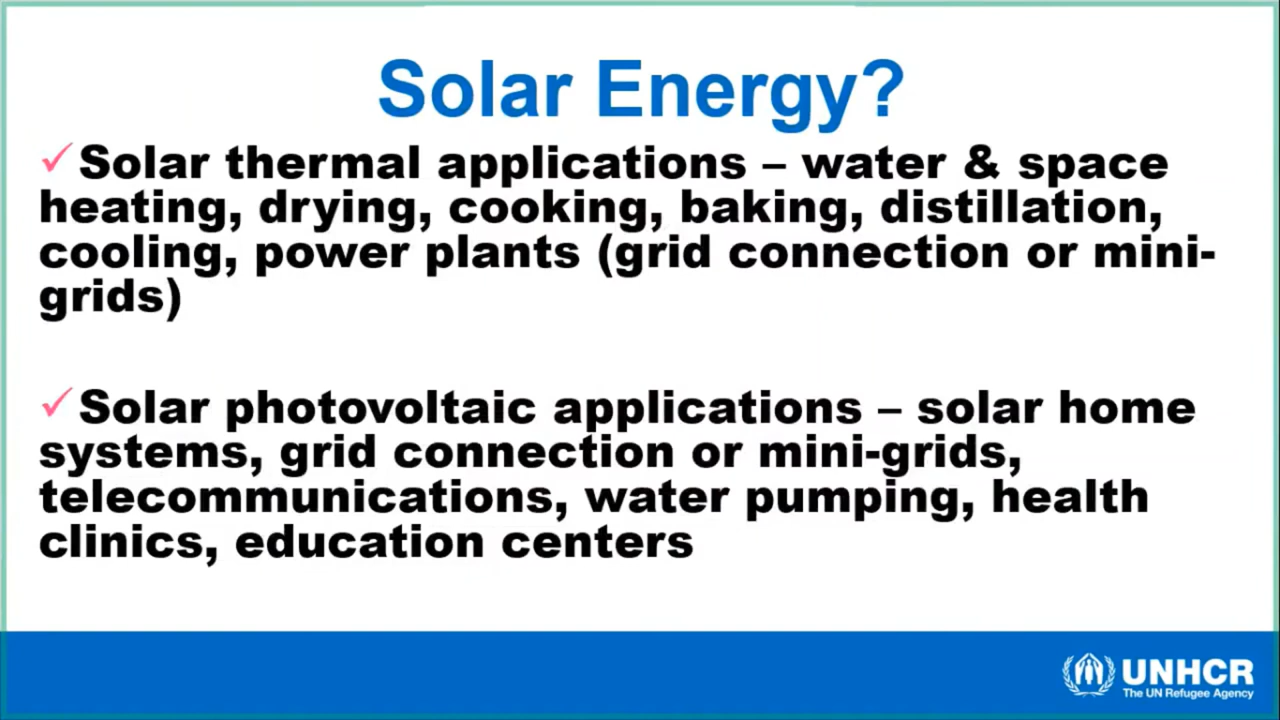 Solar Energy?
✓Solar thermal applications – water & space
heating, drying, cooking, baking, distillation,
cooling, power plants (grid connection or mini-
grids)
✓Solar photovoltaic applications – solar home
systems, grid connection or mini-grids,
telecommunications, water pumping, health
clinics, education centers
UNHCR
The UN Refugee Agency